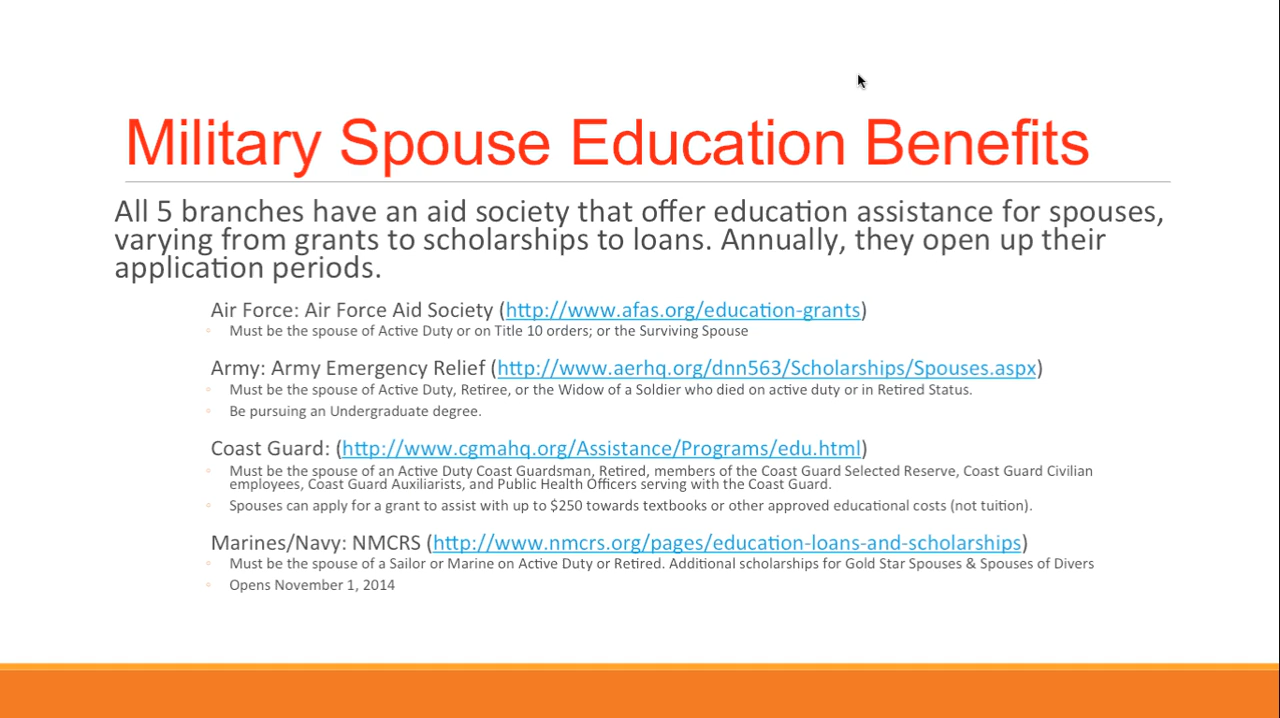 Military Spouse Education Benefits
All 5 branches have an aid society that offer education assistance for spouses,
varying from grants to scholarships to loans. Annually, they open up their
application periods.
Air Force: Air Force Aid Society (http://www.afas.org/education-grants)
Must be the spouse of Active Duty or on Title 10 orders; or the Surviving Spouse
Army: Army Emergency Relief (http://www.aerhq.org/dnn563/Scholarships/Spouses.aspx)
Must be the spouse of Active Duty, Retiree, or the Widow of a Soldier who died on active duty or in Retired Status.
Be pursuing an Undergraduate degree.
Coast Guard: (http://www.cgmahq.org/Assistance/Programs/edu.html)
Must be the spouse of an Active Duty Coast Guardsman, Retired, members of the Coast Guard Selected Reserve, Coast Guard Civilian
employees, Coast Guard Auxiliarists, and Public Health Officers serving with the Coast Guard.
Spouses can apply for a grant to assist with up to $250 towards textbooks or other approved educational costs (not tuition).
Marines/Navy: NMCRS (http://www.nmcrs.org/pages/education-loans-and-scholarships)
Must be the spouse of a Sailor or Marine on Active Duty or Retired. Additional scholarships for Gold Star Spouses & Spouses of Divers
Opens November 1, 2014